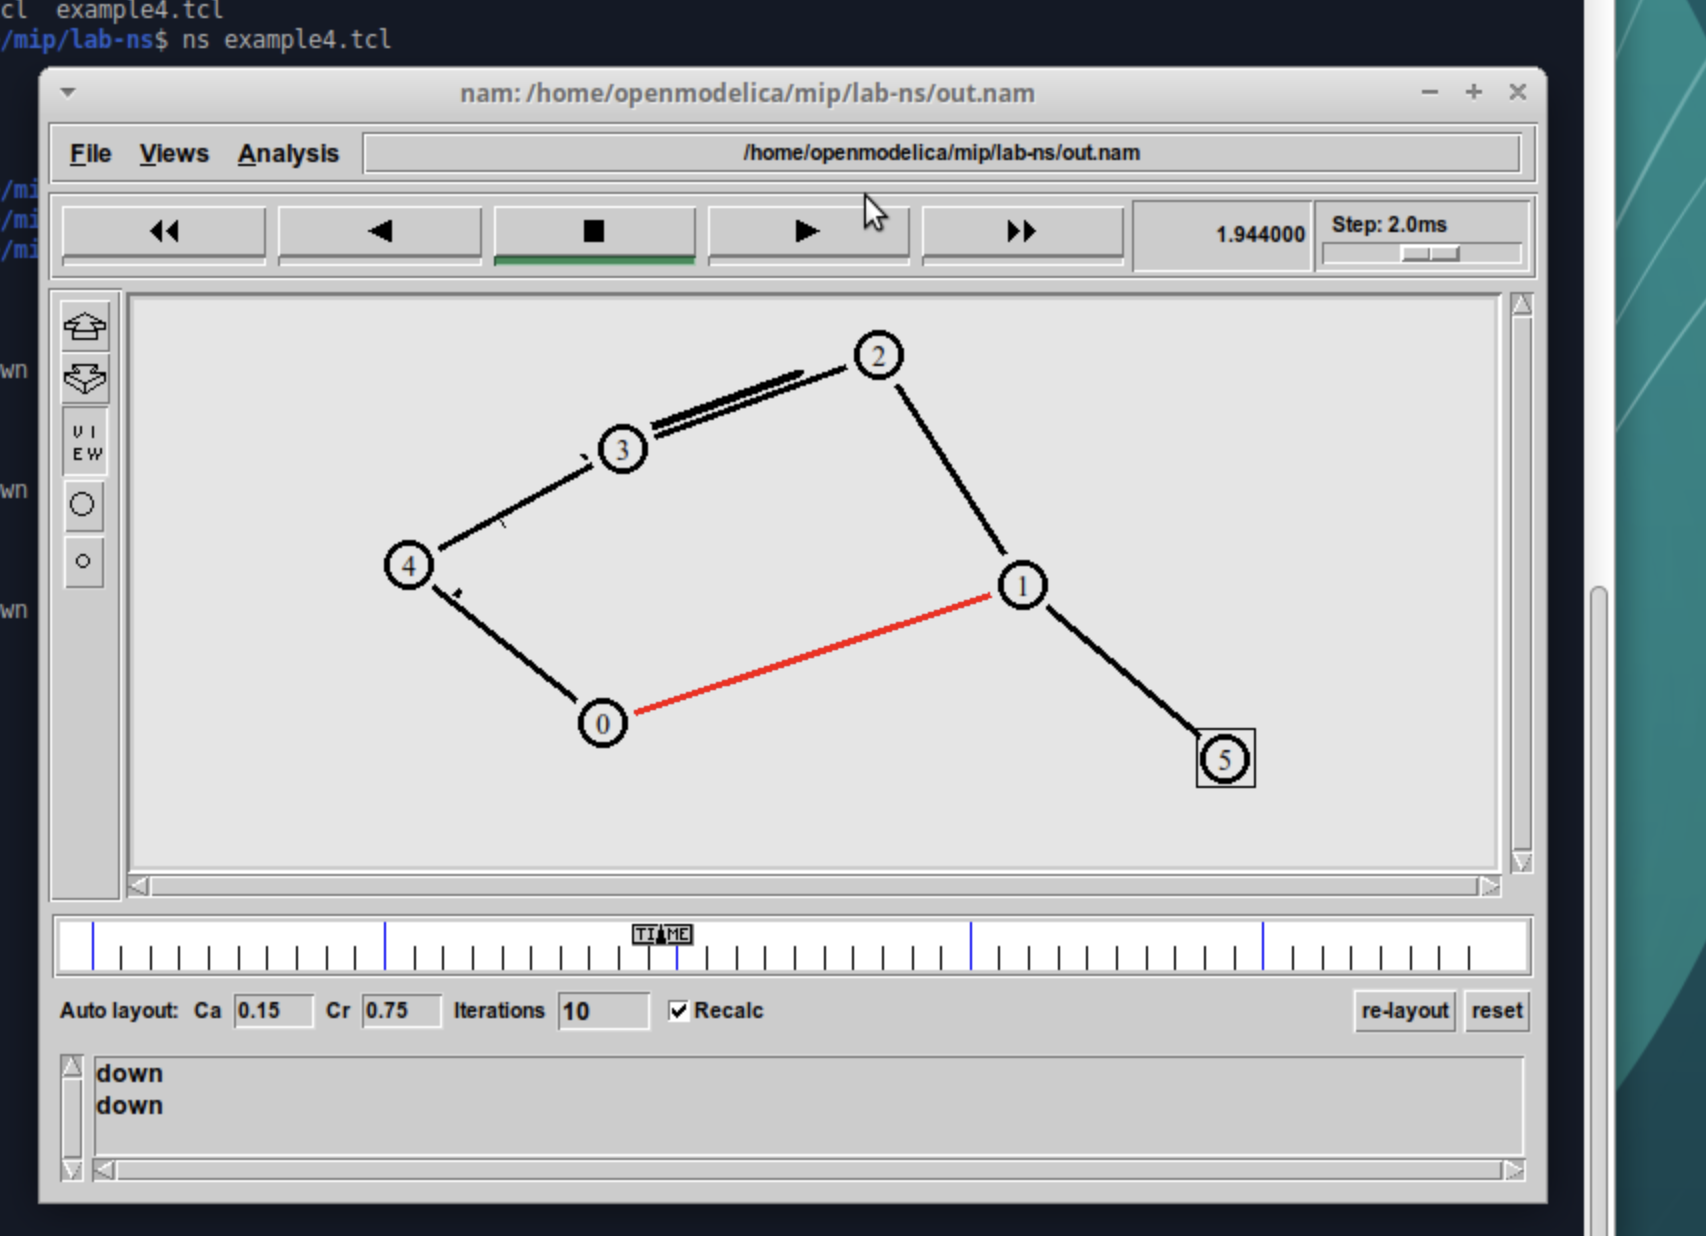 cl example4.tcl
/mip/lab-ns$ ns example4.tcl
nam: /home/openmodelica/mip/lab-ns/out.nam
File Views Analysis /home/openmodelica/mip/lab-ns/out.nam
/mi
/mip
/mi
1.944000
Step: 2.0ms
VI
EW
2
3
4
1
0
5
wn
wn
wn
TIME
Auto layout: Ca 0.15 Cr 0.75 Iterations 10 Recalc re-layout reset
down
down